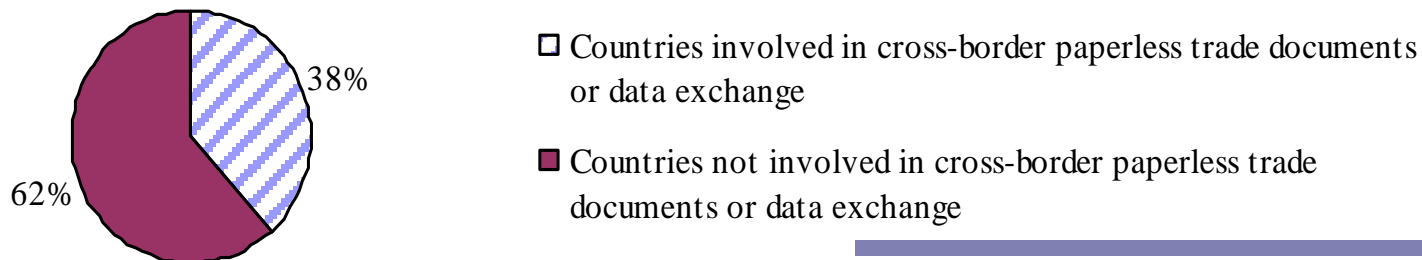 38%
62%
Countries involved in cross-border paperless trade documents
or data exchange
Countries not involved in cross-border paperless trade
documents or data exchange